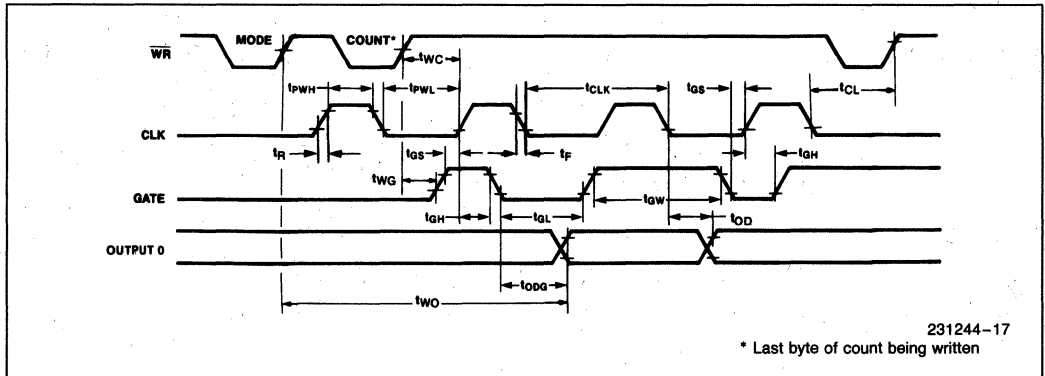 MODE COUNT*
WR
tWC
tPWH tPWL tCLK tGS tCL
CLK
tR tGS tF tGH
tWG
GATE
tGH tGL tGW tOD
OUTPUT 0
tODG
tWO
231244–17
* Last byte of count being written